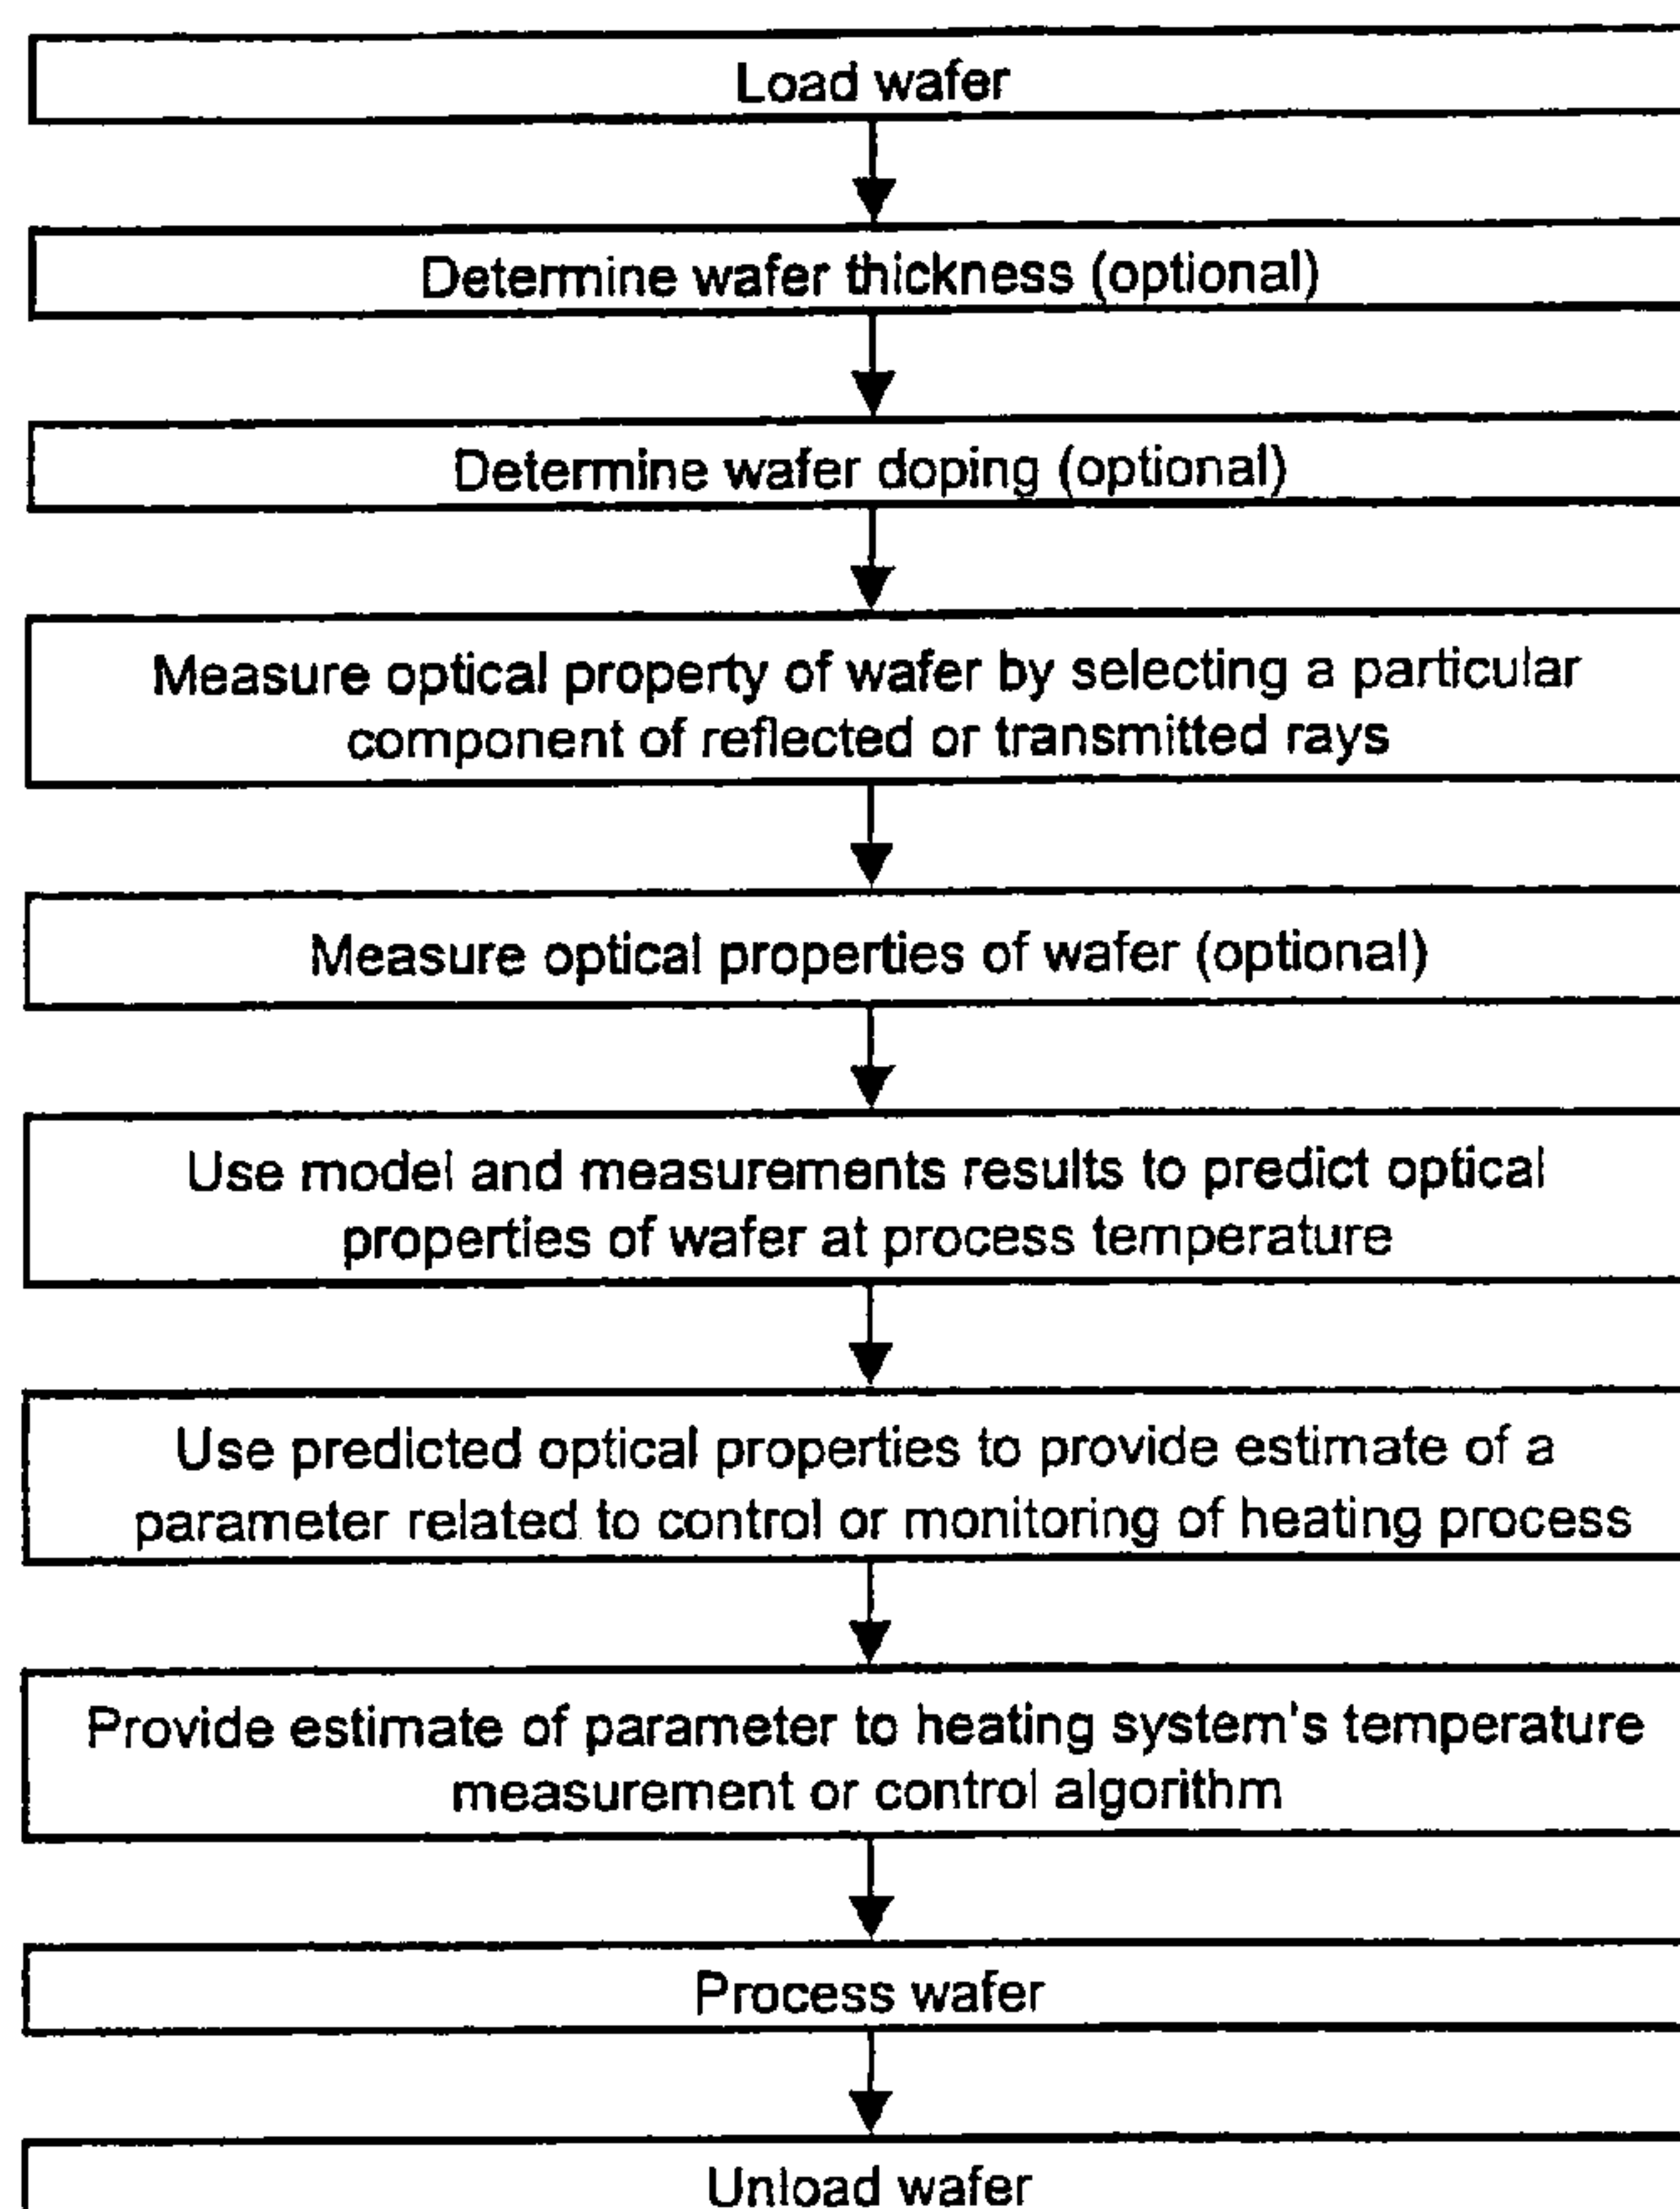 Load wafer
Determine wafer thickness (optional)
Determine wafer doping (optional)
Measure optical property of wafer by selecting a particular
component of reflected or transmitted rays
Measure optical properties of wafer (optional)
Use model and measurements results to predict optical
properties of wafer at process temperature
Use predicted optical properties to provide estimate of a
parameter related to control or monitoring of heating process
Provide estimate of parameter to heating system's temperature
measurement or control algorithm
Process wafer
Unload wafer